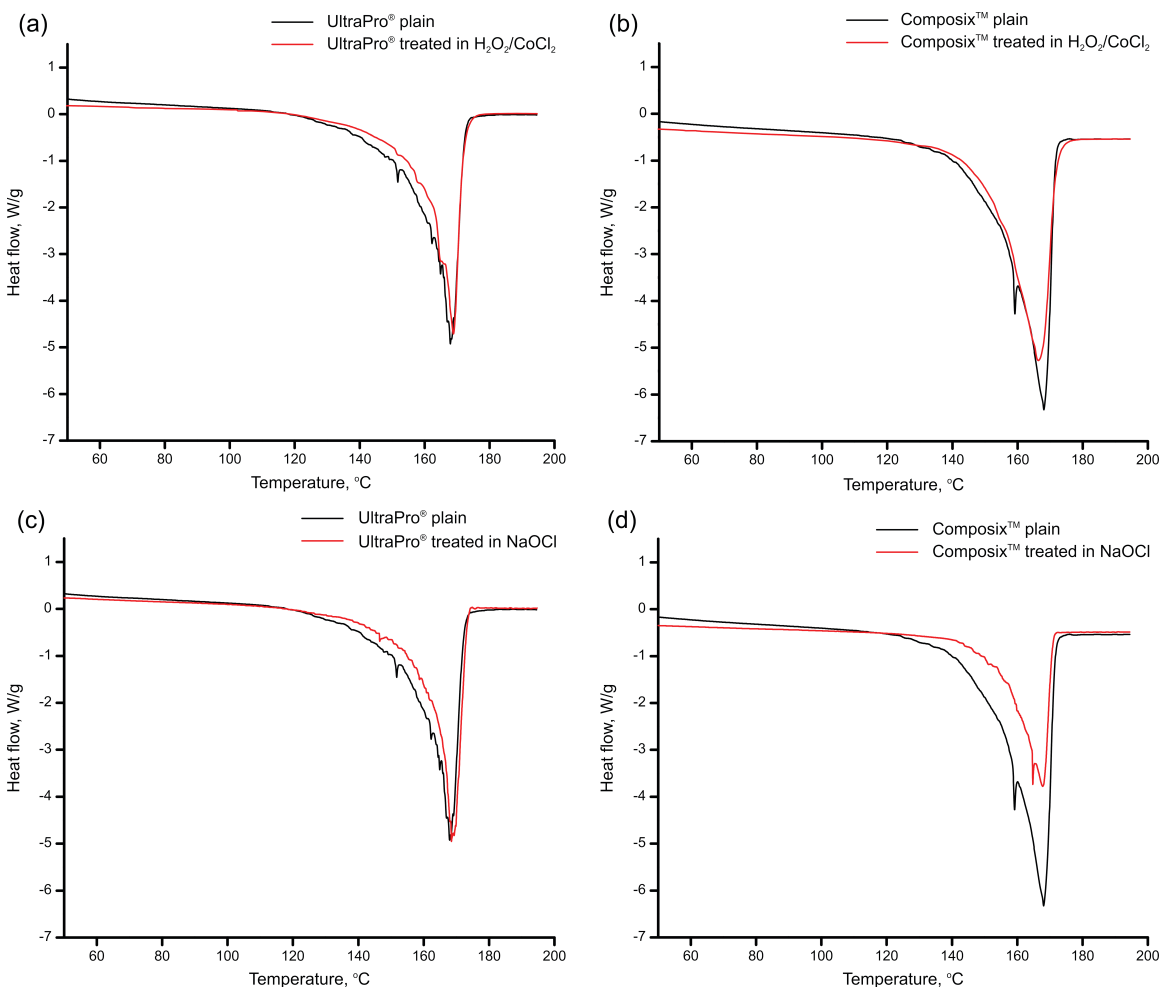 (a)
UltraPro® plain
UltraPro® treated in H₂O₂/CoCl₂
1
0
-1
-2
-3
-4
-5
-6
-7
Heat flow, W/g
60 80 100 120 140 160 180 200
Temperature, °C
(b)
Composix™ plain
Composix™ treated in H₂O₂/CoCl₂
1
0
-1
-2
-3
-4
-5
-6
-7
Heat flow, W/g
60 80 100 120 140 160 180 200
Temperature, °C
(c)
UltraPro® plain
UltraPro® treated in NaOCl
1
0
-1
-2
-3
-4
-5
-6
-7
Heat flow, W/g
60 80 100 120 140 160 180 200
Temperature, °C
(d)
Composix™ plain
Composix™ treated in NaOCl
1
0
-1
-2
-3
-4
-5
-6
-7
Heat flow, W/g
60 80 100 120 140 160 180 200
Temperature, °C